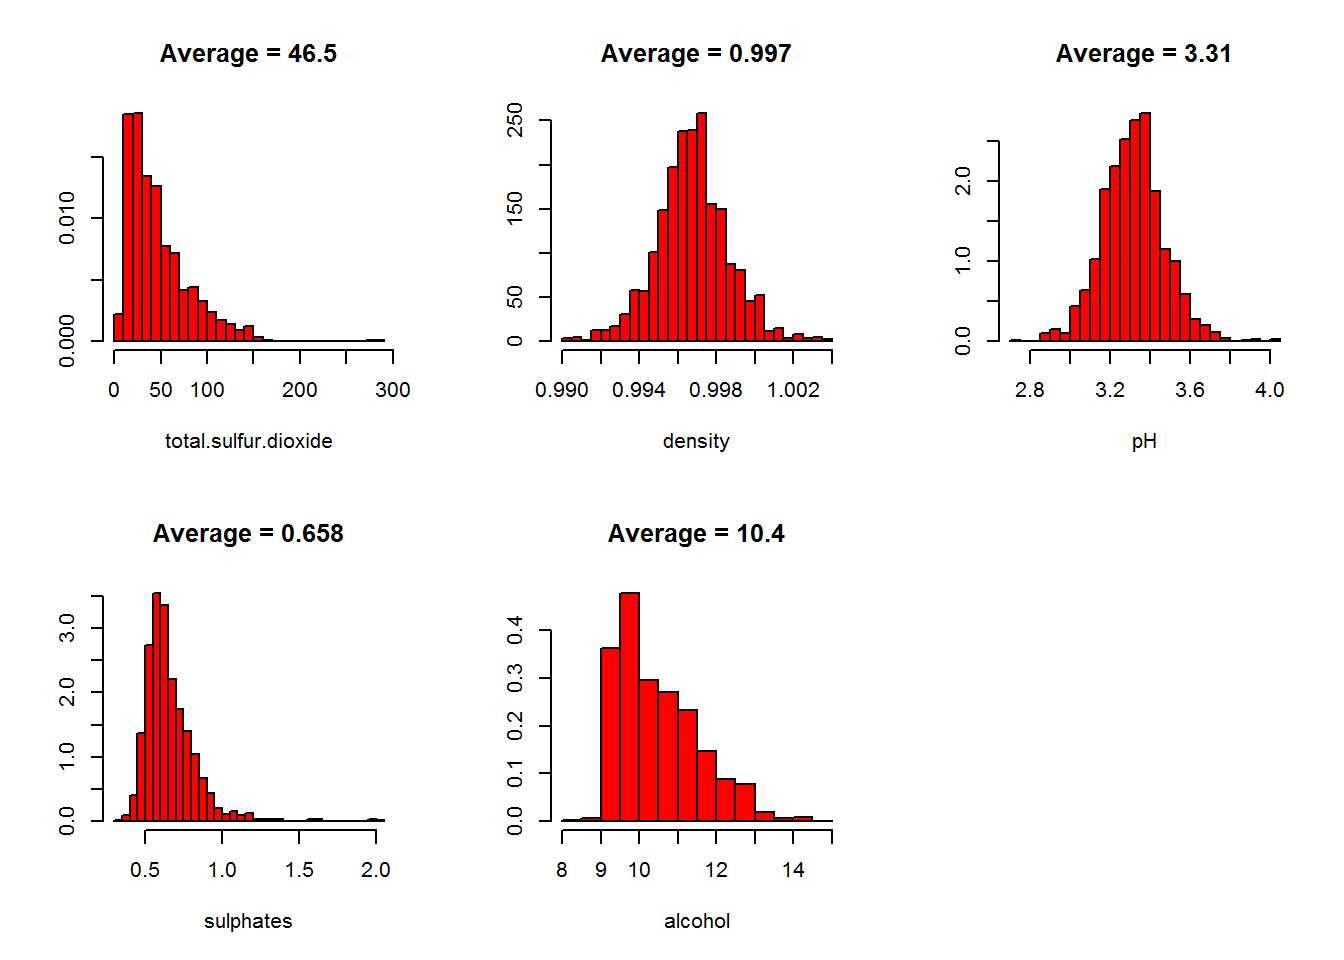 Average = 46.5
0.000 0.010
0 50 100 200 300
total.sulfur.dioxide
Average = 0.997
0 50 150 250
0.990 0.994 0.998 1.002
density
Average = 3.31
0.0 1.0 2.0
2.8 3.2 3.6 4.0
pH
Average = 0.658
0.0 1.0 2.0 3.0
0.5 1.0 1.5 2.0
sulphates
Average = 10.4
0.0 0.1 0.2 0.3 0.4
8 9 10 12 14
alcohol